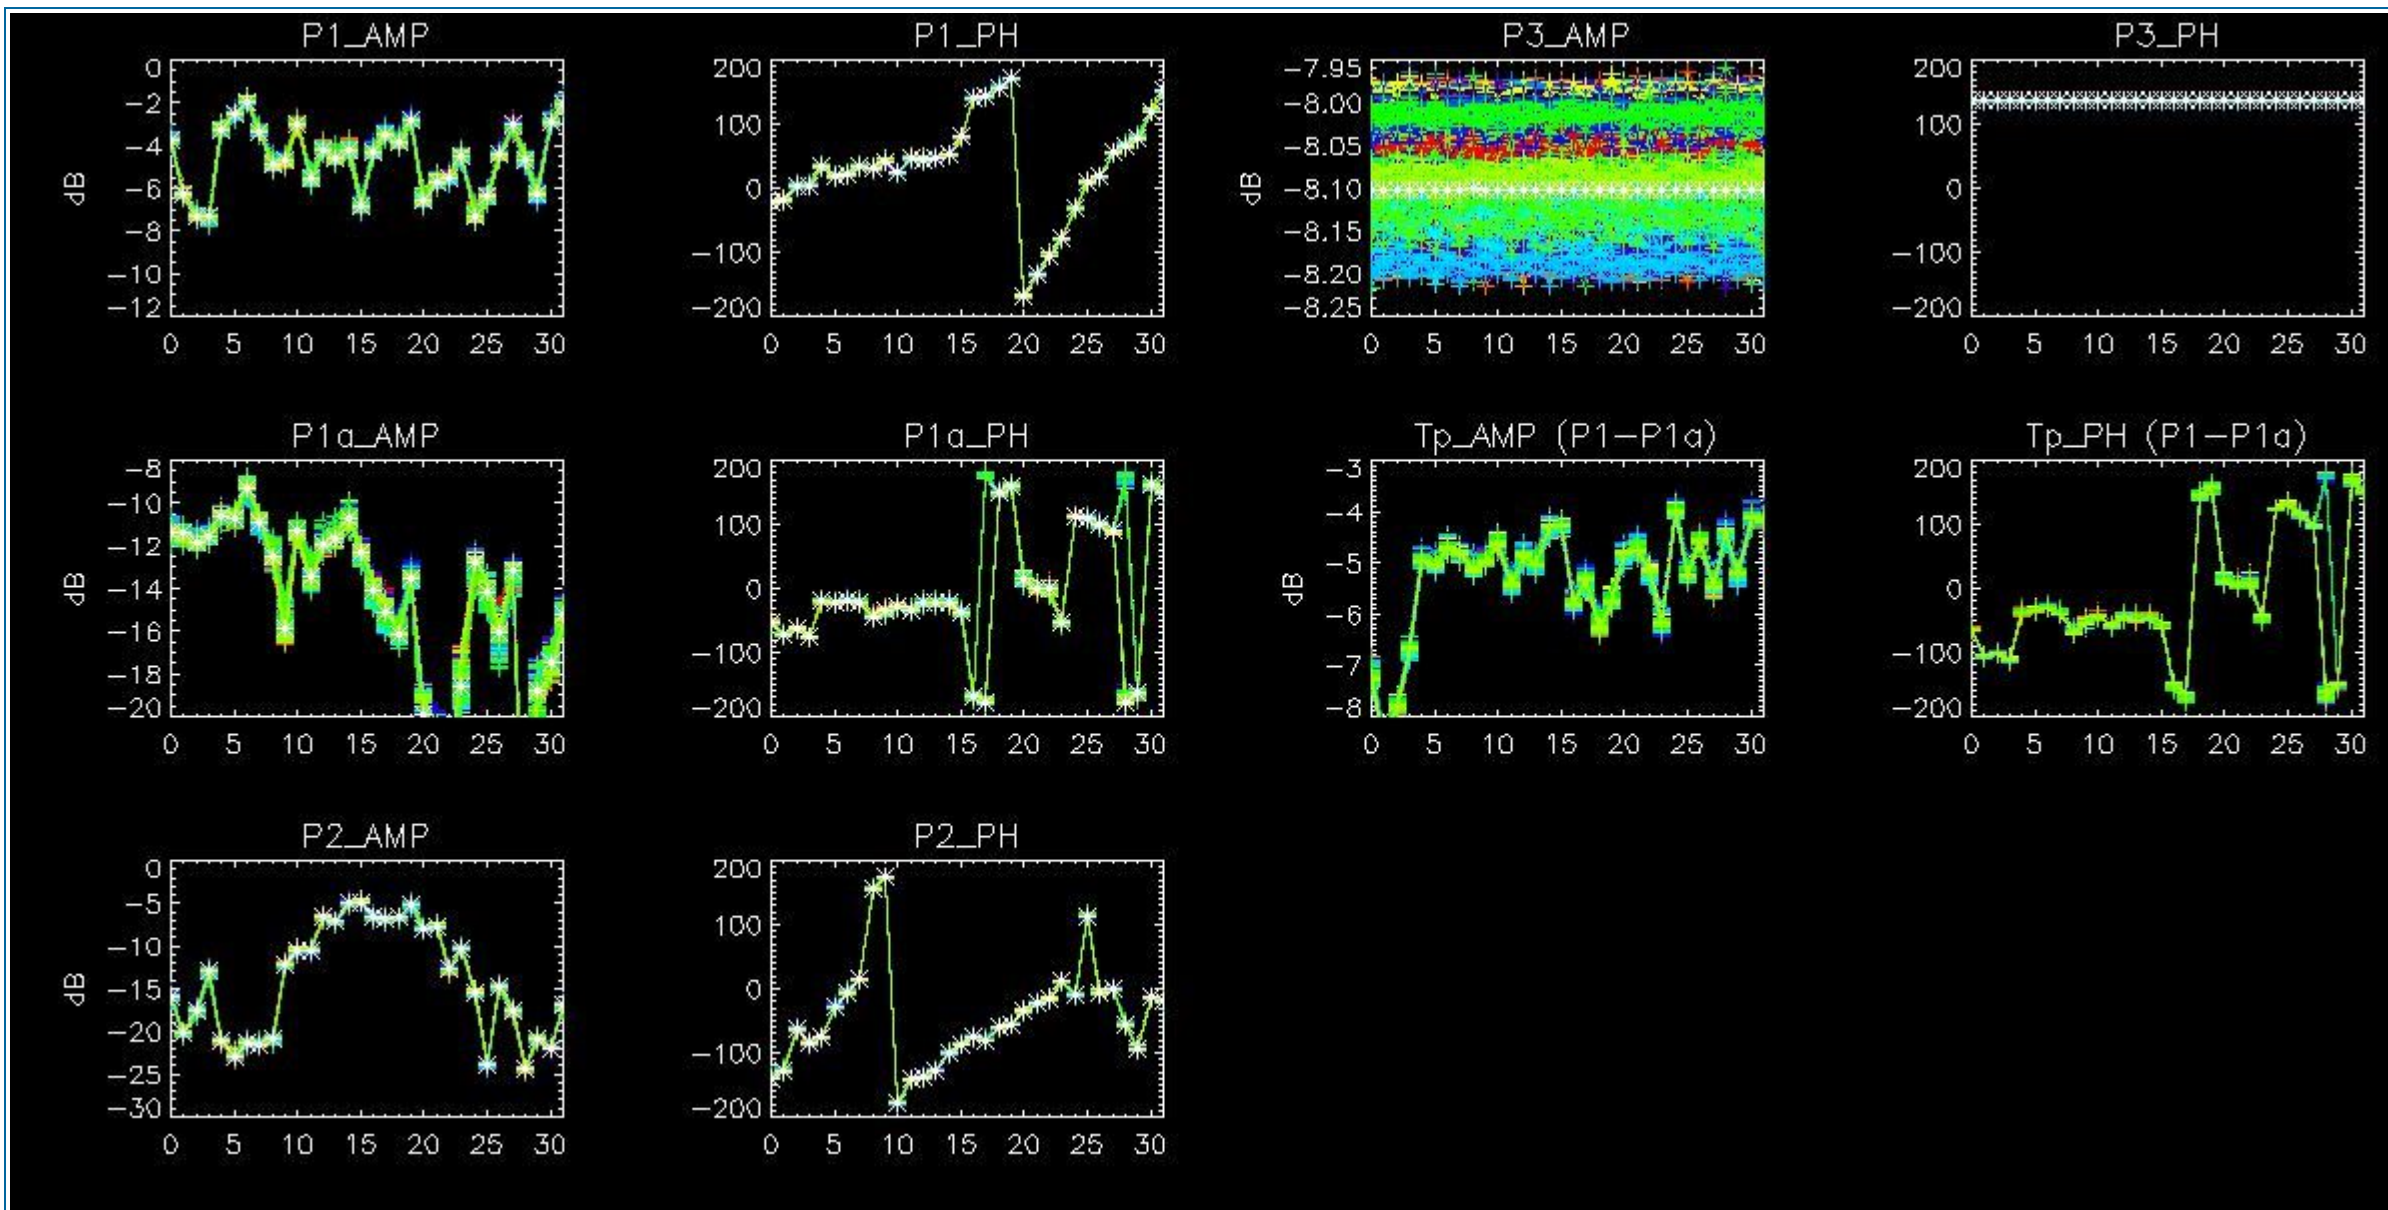 P1_AMP
0
−2
−4
−6
−8
−10
−12
dB
0 5 10 15 20 25 30
P1_PH
200
100
0
−100
−200
0 5 10 15 20 25 30
P3_AMP
−7.95
−8.00
−8.05
−8.10
−8.15
−8.20
−8.25
dB
0 5 10 15 20 25 30
P3_PH
200
100
0
−100
−200
0 5 10 15 20 25 30
P1a_AMP
−8
−10
−12
−14
−16
−18
−20
dB
0 5 10 15 20 25 30
P1a_PH
200
100
0
−100
−200
0 5 10 15 20 25 30
Tp_AMP (P1−P1a)
−3
−4
−5
−6
−7
−8
dB
0 5 10 15 20 25 30
Tp_PH (P1−P1a)
200
100
0
−100
−200
0 5 10 15 20 25 30
P2_AMP
0
−5
−10
−15
−20
−25
−30
dB
0 5 10 15 20 25 30
P2_PH
200
100
0
−100
−200
0 5 10 15 20 25 30